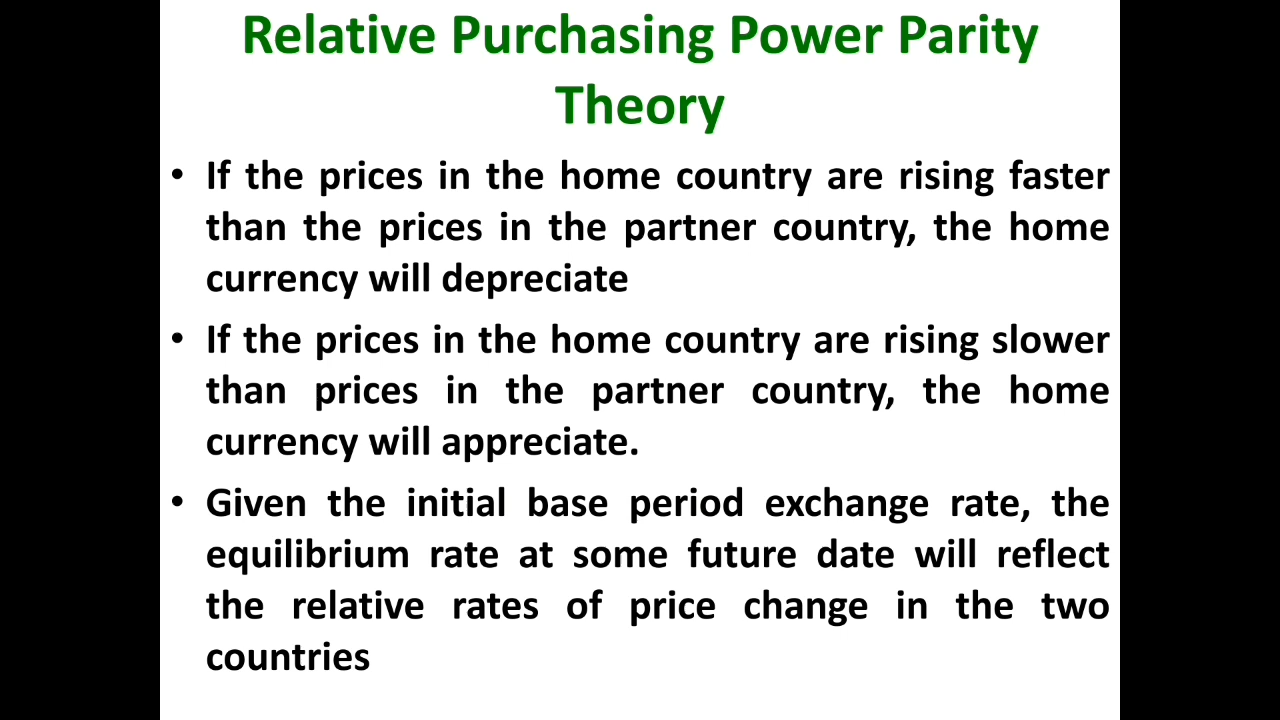 Relative Purchasing Power Parity
Theory
• If the prices in the home country are rising faster
than the prices in the partner country, the home
currency will depreciate
• If the prices in the home country are rising slower
than prices in the partner country, the home
currency will appreciate.
• Given the initial base period exchange rate, the
equilibrium rate at some future date will reflect
the relative rates of price change in the two
countries